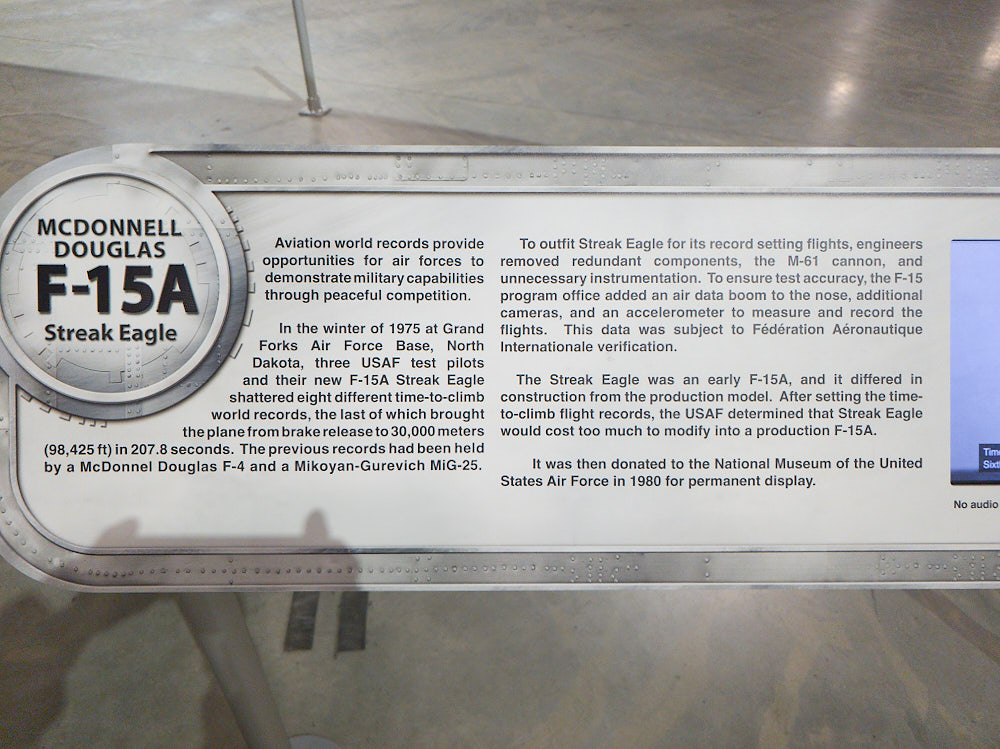 MCDONNELL
DOUGLAS
F-15A
Streak Eagle
Aviation world records provide
opportunities for air forces to
demonstrate military capabilities
through peaceful competition.
In the winter of 1975 at Grand
Forks Air Force Base, North
Dakota, three USAF test pilots
and their new F-15A Streak Eagle
shattered eight different time-to-climb
world records, the last of which brought
the plane from brake release to 30,000 meters
(98,425 ft) in 207.8 seconds. The previous records had been held
by a McDonnel Douglas F-4 and a Mikoyan-Gurevich MiG-25.
To outfit Streak Eagle for its record setting flights, engineers
removed redundant components, the M-61 cannon, and
unnecessary instrumentation. To ensure test accuracy, the F-15
program office added an air data boom to the nose, additional
cameras, and an accelerometer to measure and record the
flights. This data was subject to Fédération Aéronautique
Internationale verification.
The Streak Eagle was an early F-15A, and it differed in
construction from the production model. After setting the time-
to-climb flight records, the USAF determined that Streak Eagle
would cost too much to modify into a production F-15A.
It was then donated to the National Museum of the United
States Air Force in 1980 for permanent display.
No audio